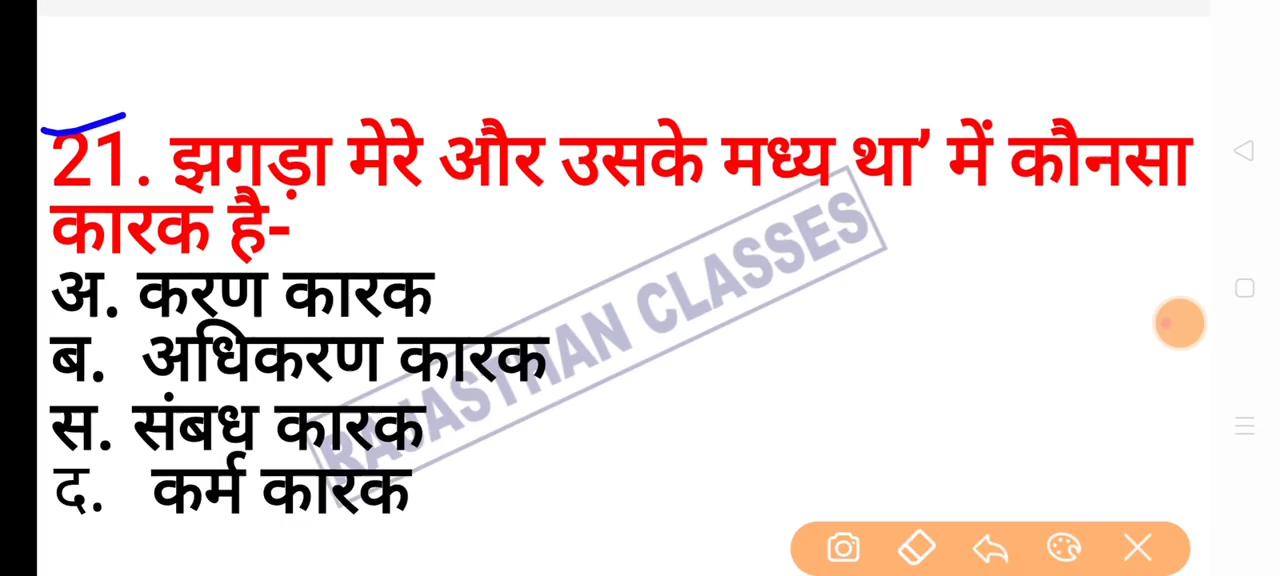 21. झगड़ा मेरे और उसके मध्य था’ में कौनसा
कारक है-
अ. करण कारक
ब. अधिकरण कारक
स. संबध कारक
द. कर्म कारक
RAJASTHAN CLASSES